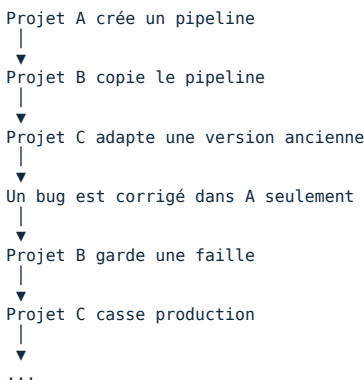 Projet A crée un pipeline
│
▼
Projet B copie le pipeline
│
▼
Projet C adapte une version ancienne
│
▼
Un bug est corrigé dans A seulement
│
▼
Projet B garde une faille
│
▼
Projet C casse production
│
▼
...